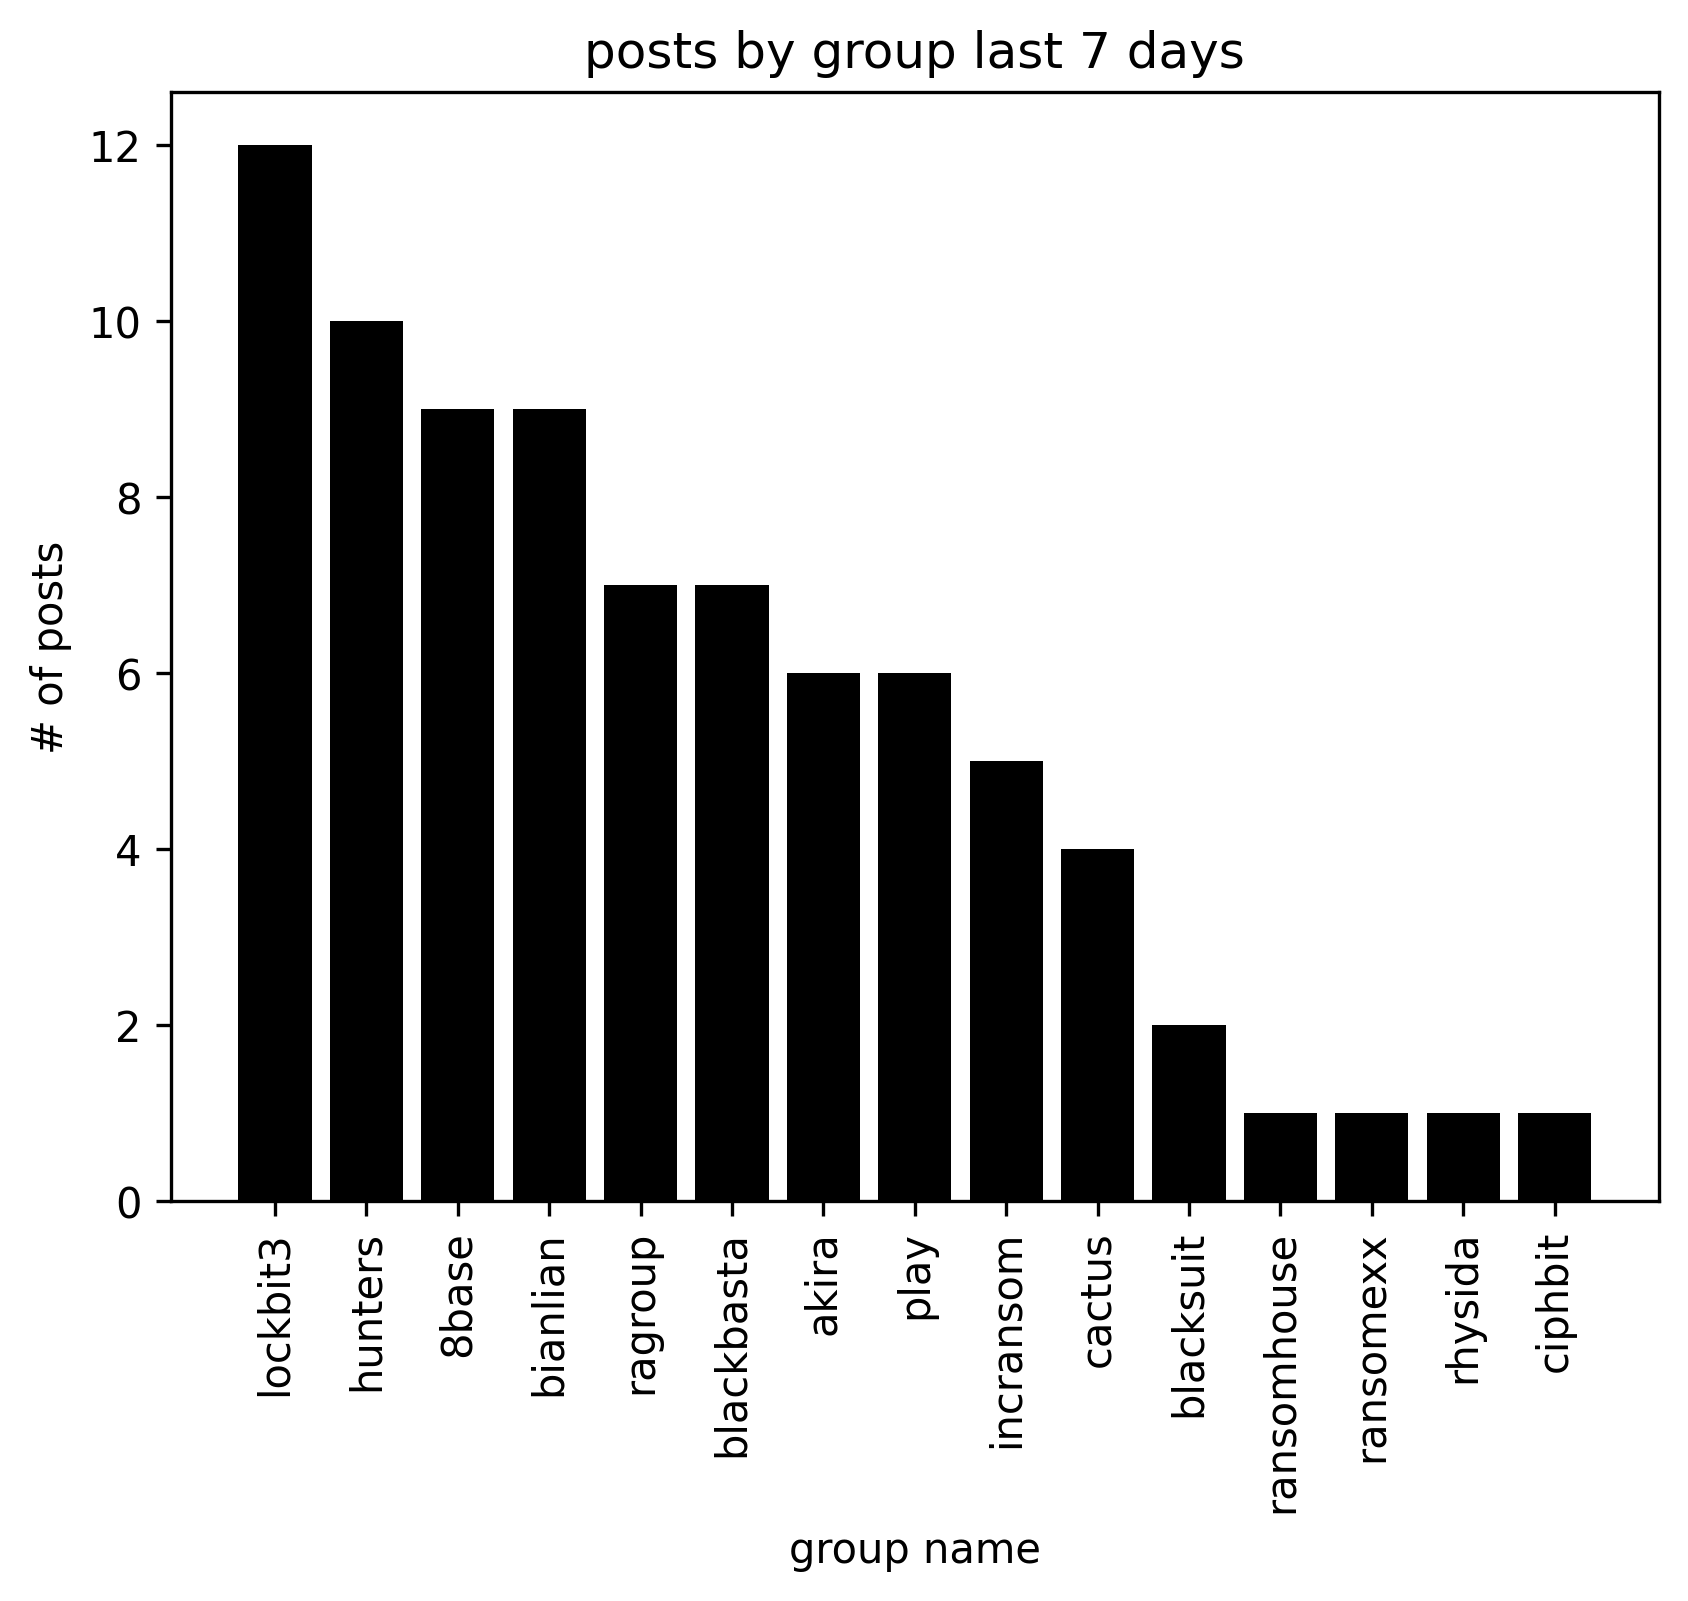 posts by group last 7 days
# of posts
12
10
8
6
4
2
0
lockbit3
hunters
8base
bianlian
ragroup
blackbasta
akira
play
incransom
cactus
blacksuit
ransomhouse
ransomexx
rhysida
ciphbit
group name